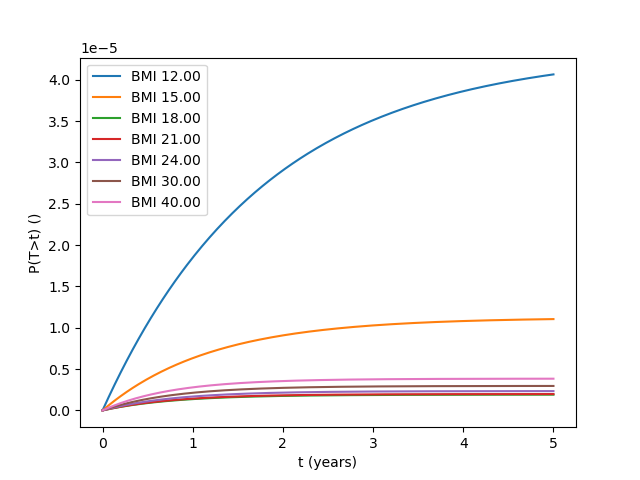 1e−5
4.0
3.5
3.0
2.5
2.0
1.5
1.0
0.5
0.0
P(T>t) ()
BMI 12.00
BMI 15.00
BMI 18.00
BMI 21.00
BMI 24.00
BMI 30.00
BMI 40.00
0 1 2 3 4 5
t (years)